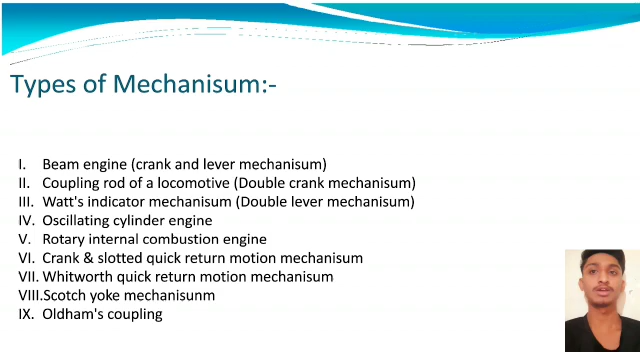 Types of Mechanisum:-
I. Beam engine (crank and lever mechanisum)
II. Coupling rod of a locomotive (Double crank mechanisum)
III. Watt's indicator mechanisum (Double lever mechanisum)
IV. Oscillating cylinder engine
V. Rotary internal combustion engine
VI. Crank & slotted quick return motion mechanisum
VII. Whitworth quick return motion mechanisum
VIII.Scotch yoke mechanisunm
IX. Oldham's coupling